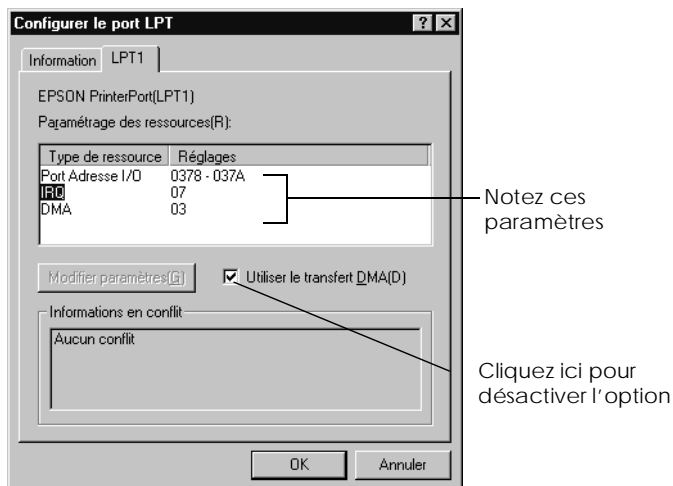 Configurer le port LPT
Information
LPT1
EPSON PrinterPort(LPT1)
Paramétrage des ressources(R):
Type de ressource Réglages
Port Adresse I/O 0378 - 037A
IRQ 07
DMA 03
Notez ces
paramètres
Modifier paramètres(G)
Utiliser le transfert DMA(D)
Informations en conflit
Aucun conflit
Cliquez ici pour
désactiver l’option
OK
Annuler